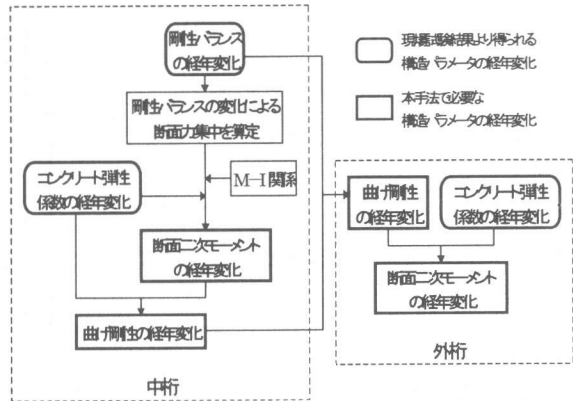 剛性バランス
の経年変化
剛性バランスの変化による
断面力集中を算定
M－I関係
コンクリート弾性
係数の経年変化
断面二次モーメント
の経年変化
曲げ剛性の経年変化
中桁
現橋試験結果より得られる
構造パラメータの経年変化
本手法で必要な
構造パラメータの経年変化
曲げ剛性
の経年変化
コンクリート弾性
係数の経年変化
断面二次モーメント
の経年変化
外桁